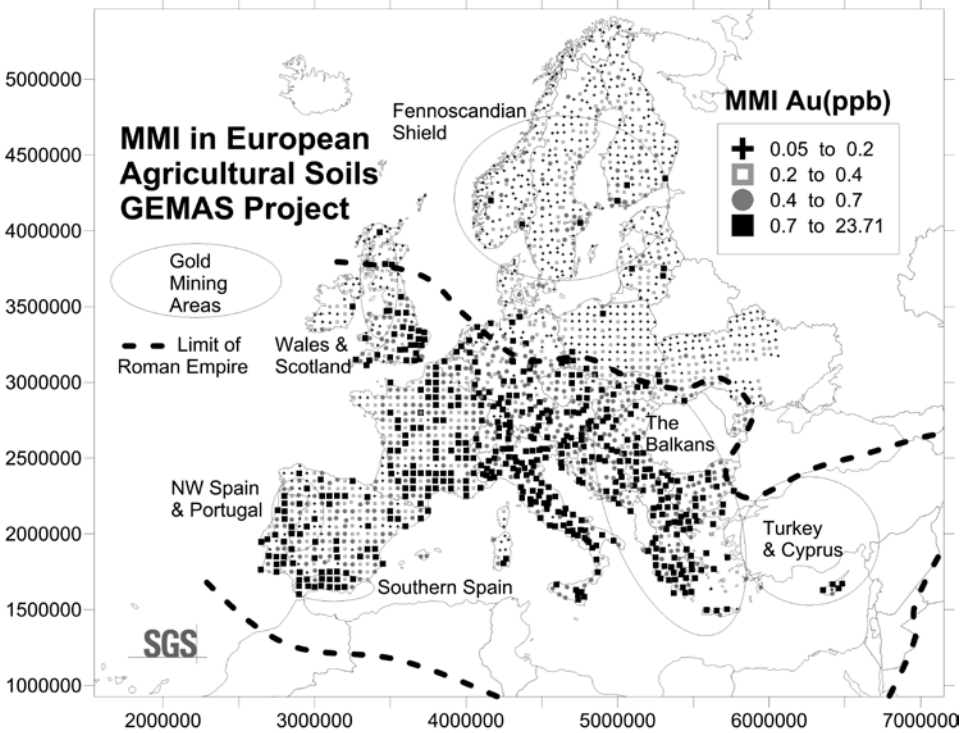 5000000
4500000
4000000
3500000
3000000
2500000
2000000
1500000
1000000
MMI in European
Agricultural Soils
GEMAS Project
Gold
Mining
Areas
Limit of
Roman Empire
Fennoscandian
Shield
MMI Au(ppb)
0.05 to 0.2
0.2 to 0.4
0.4 to 0.7
0.7 to 23.71
Wales &
Scotland
The
Balkans
NW Spain
& Portugal
Turkey
& Cyprus
Southern Spain
SGS
2000000 3000000 4000000 5000000 6000000 7000000